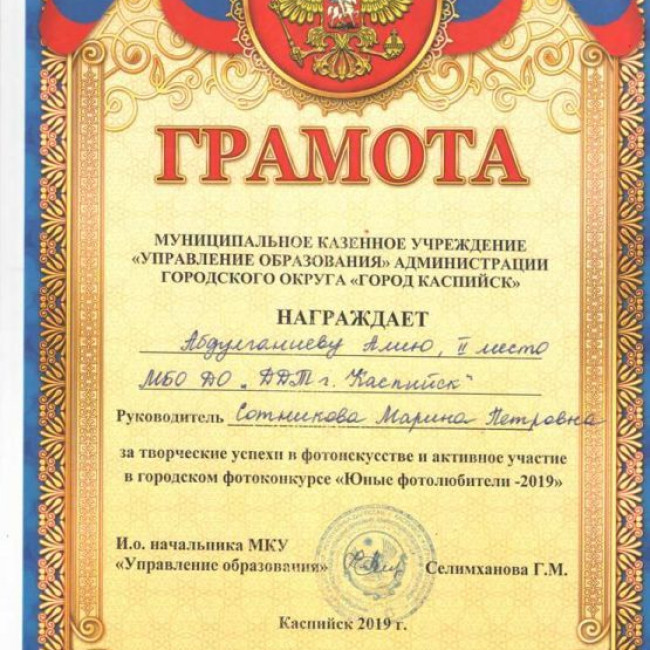 ГРАМОТА
МУНИЦИПАЛЬНОЕ КАЗЕННОЕ УЧРЕЖДЕНИЕ
«УПРАВЛЕНИЕ ОБРАЗОВАНИЯ» АДМИНИСТРАЦИИ
ГОРОДСКОГО ОКРУГА «ГОРОД КАСПИЙСК»
НАГРАЖДАЕТ
Абдулганиеву Амию, II место
МБО ДО „ДДТ г. Каспийск"
Руководитель Сотникова Марина Петровна
за творческие успехи в фотоискусстве и активное участие
в городском фотоконкурсе «Юные фотолюбители -2019»
И.о. начальника МКУ
«Управление образования» Селимханова Г.М.
Каспийск 2019 г.